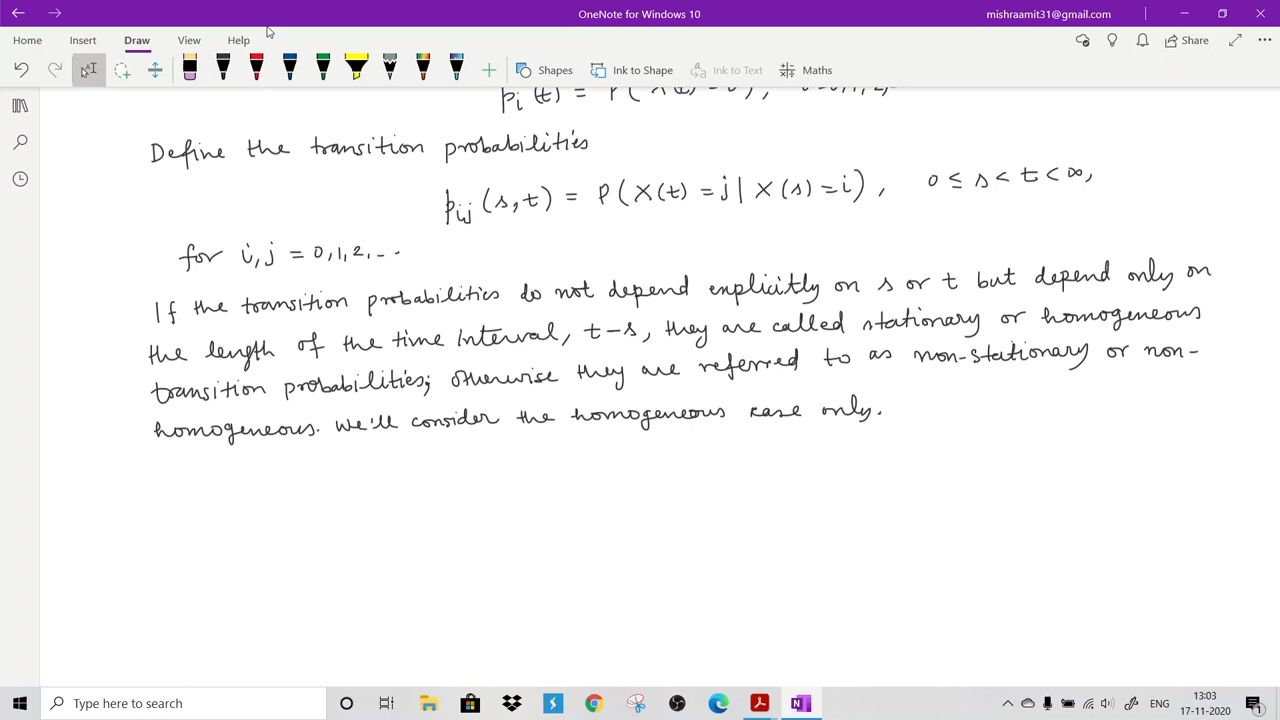 OneNote for Windows 10
mishraamit31@gmail.com
Home Insert Draw View Help
Share
Shapes Ink to Shape Ink to Text Maths
pᵢ(t) = P( X(t) = i ), i=0,1,2,
Define the transition probabilities
pᵢⱼ(s,t) = P( X(t) = j | X(s) = i ), 0 ≤ s < t < ∞,
for i,j = 0,1,2,...
If the transition probabilities do not depend explicitly on s or t but depend only on
the length of the time interval, t-s, they are called stationary or homogeneous
transition probabilities; otherwise they are referred to as non-stationary or non-
homogeneous. We'll consider the homogeneous case only.
Type here to search
ENG
13:03
17-11-2020